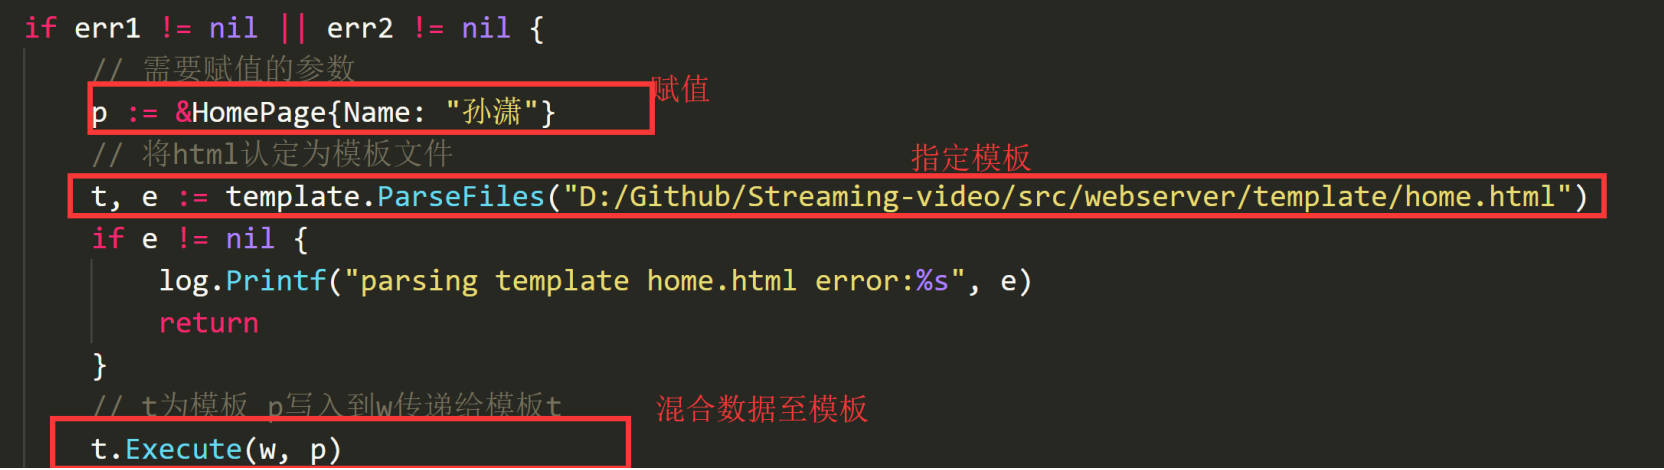 if err1 != nil || err2 != nil {
// 需要赋值的参数
赋值
p := &HomePage{Name: "孙潇"}
// 将html认定为模板文件
指定模板
t, e := template.ParseFiles("D:/Github/Streaming-video/src/webserver/template/home.html")
if e != nil {
log.Printf("parsing template home.html error:%s", e)
return
}
// t为模板 p写入到w传递给模板t
混合数据至模板
t.Execute(w, p)